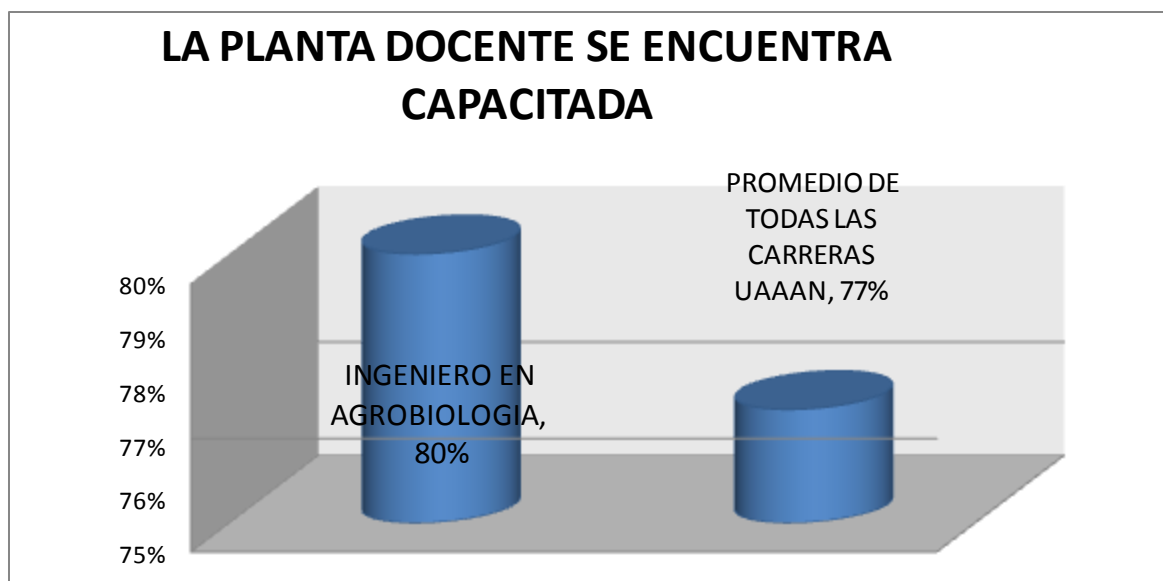 LA PLANTA DOCENTE SE ENCUENTRA
CAPACITADA
PROMEDIO DE
TODAS LAS
CARRERAS
UAAAN, 77%
INGENIERO EN
AGROBIOLOGIA,
80%
80%
79%
78%
77%
76%
75%